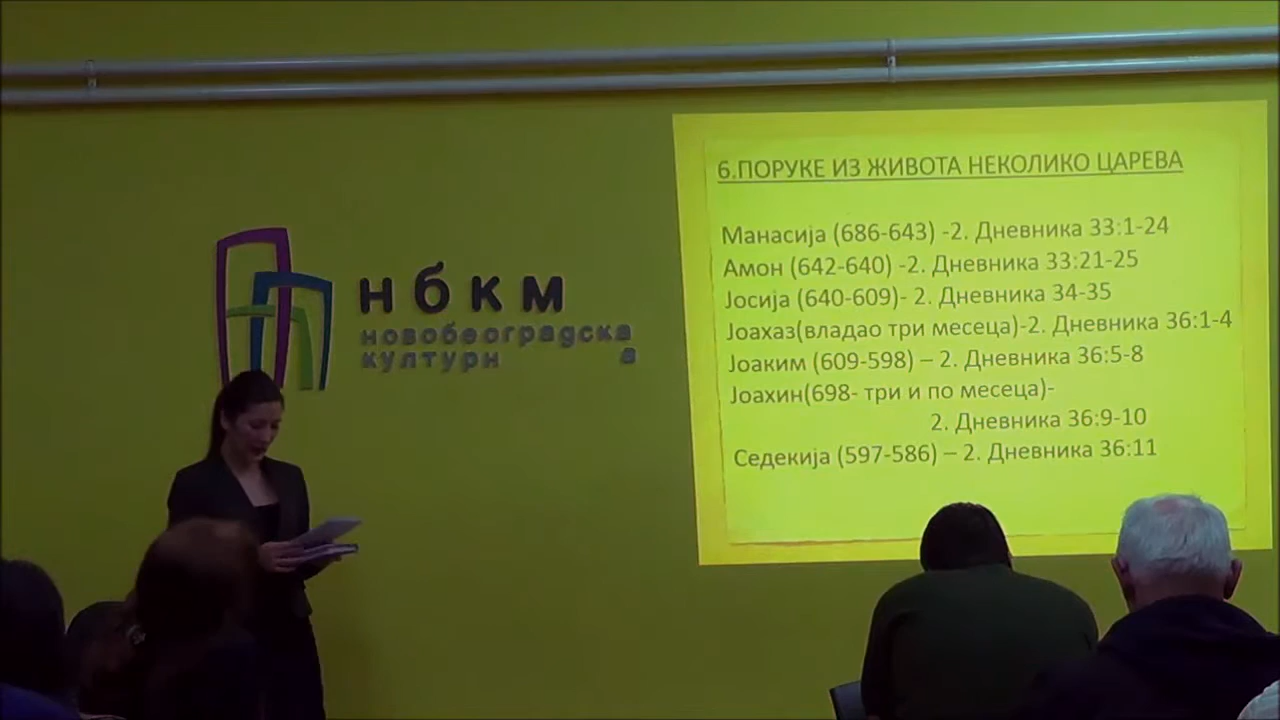 нбкм
новобеоградска
културн
а
6.ПОРУКЕ ИЗ ЖИВОТА НЕКОЛИКО ЦАРЕВА
Манасија (686-643) -2. Дневника 33:1-24
Амон (642-640) -2. Дневника 33:21-25
Јосија (640-609)- 2. Дневника 34-35
Јоахаз(владао три месеца)-2. Дневника 36:1-4
Јоаким (609-598) – 2. Дневника 36:5-8
Јоахин(698- три и по месеца)-
2. Дневника 36:9-10
Седекија (597-586) – 2. Дневника 36:11